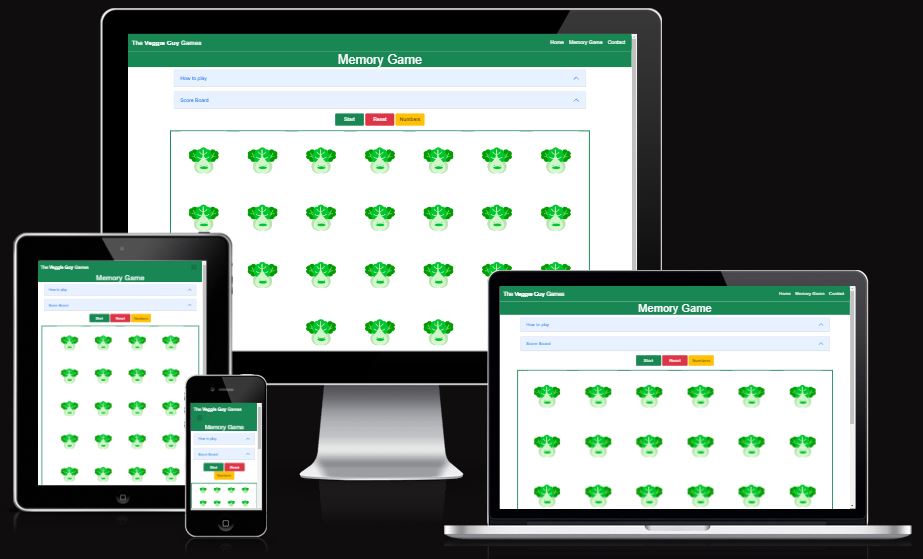 The Veggie Guy Games
Home Memory Game Contact
Memory Game
How to play
Score Board
Start Reset Numbers
The Veggie Guy Games
Memory Game
How to play
Score Board
Start Reset Numbers
The Veggie Guy Games
Memory Game
How to play
Score Board
Start Reset
Numbers
The Veggie Guy Games
Home Memory Game Contact
Memory Game
How to play
Score Board
Start Reset Numbers